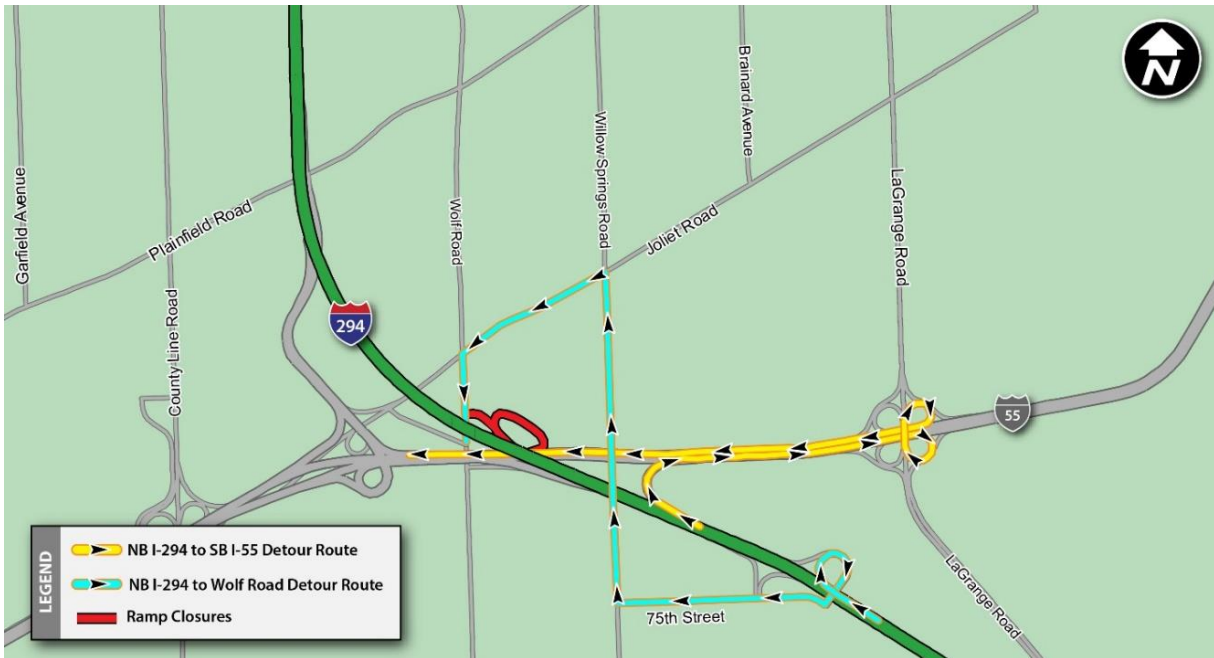 N
Garfield Avenue
Plainfield Road
County Line Road
294
Wolf Road
Willow Springs Road
Joliet Road
Brainard Avenue
LaGrange Road
55
LaGrange Road
75th Street
LEGEND
NB I-294 to SB I-55 Detour Route
NB I-294 to Wolf Road Detour Route
Ramp Closures